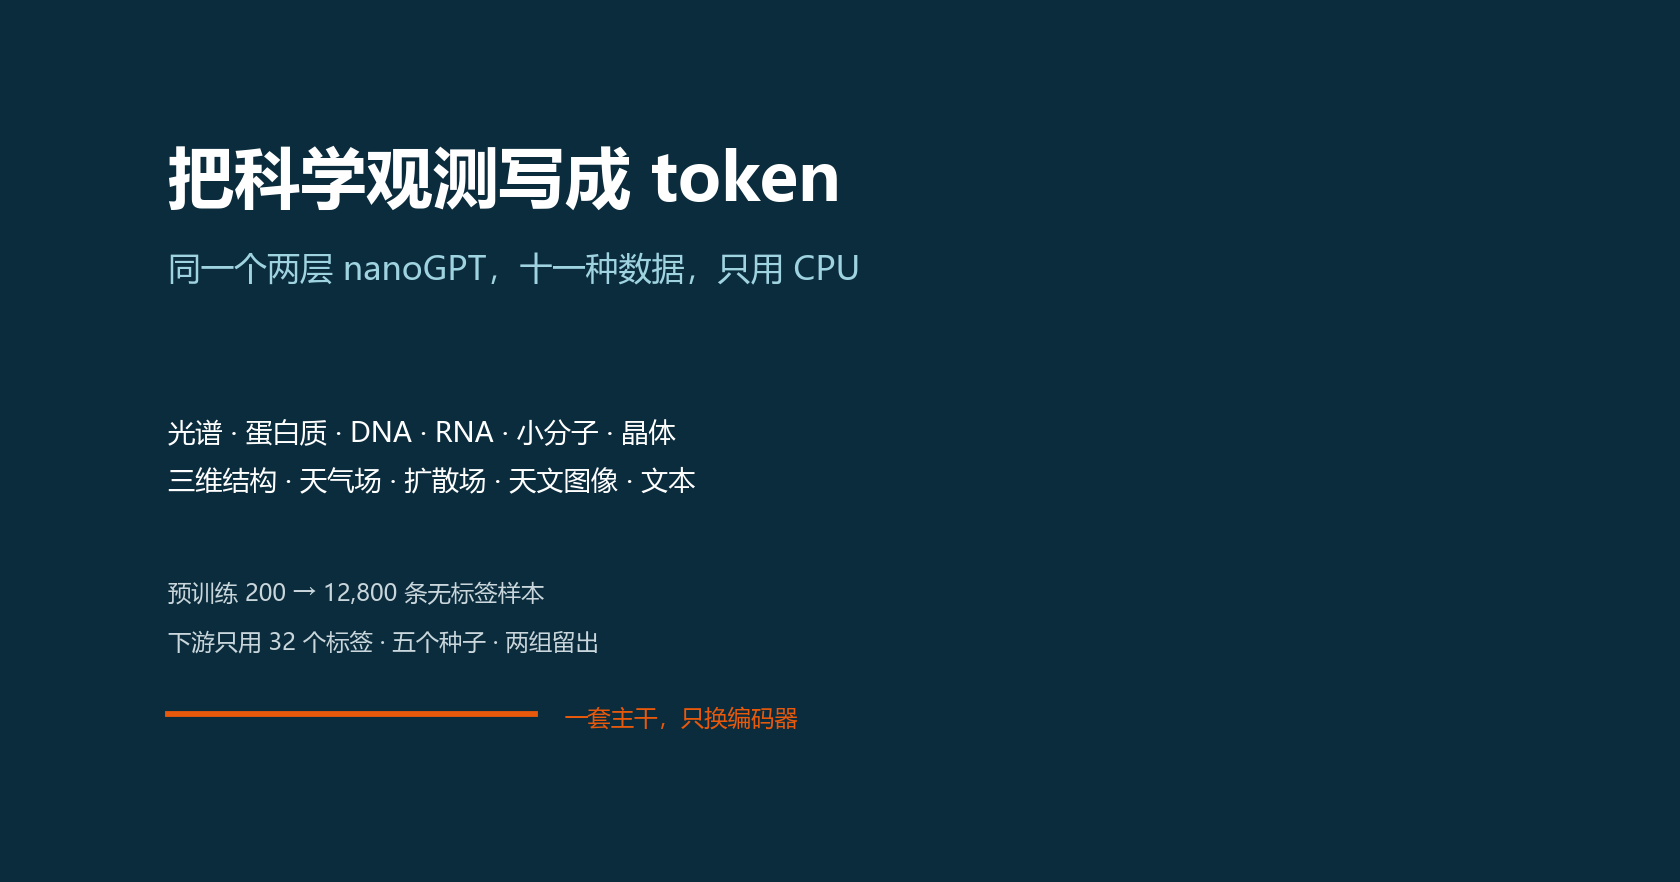 把科学观测写成 token
同一个两层 nanoGPT，十一种数据，只用 CPU
光谱 · 蛋白质 · DNA · RNA · 小分子 · 晶体
三维结构 · 天气场 · 扩散场 · 天文图像 · 文本
预训练 200 → 12,800 条无标签样本
下游只用 32 个标签 · 五个种子 · 两组留出
一套主干，只换编码器